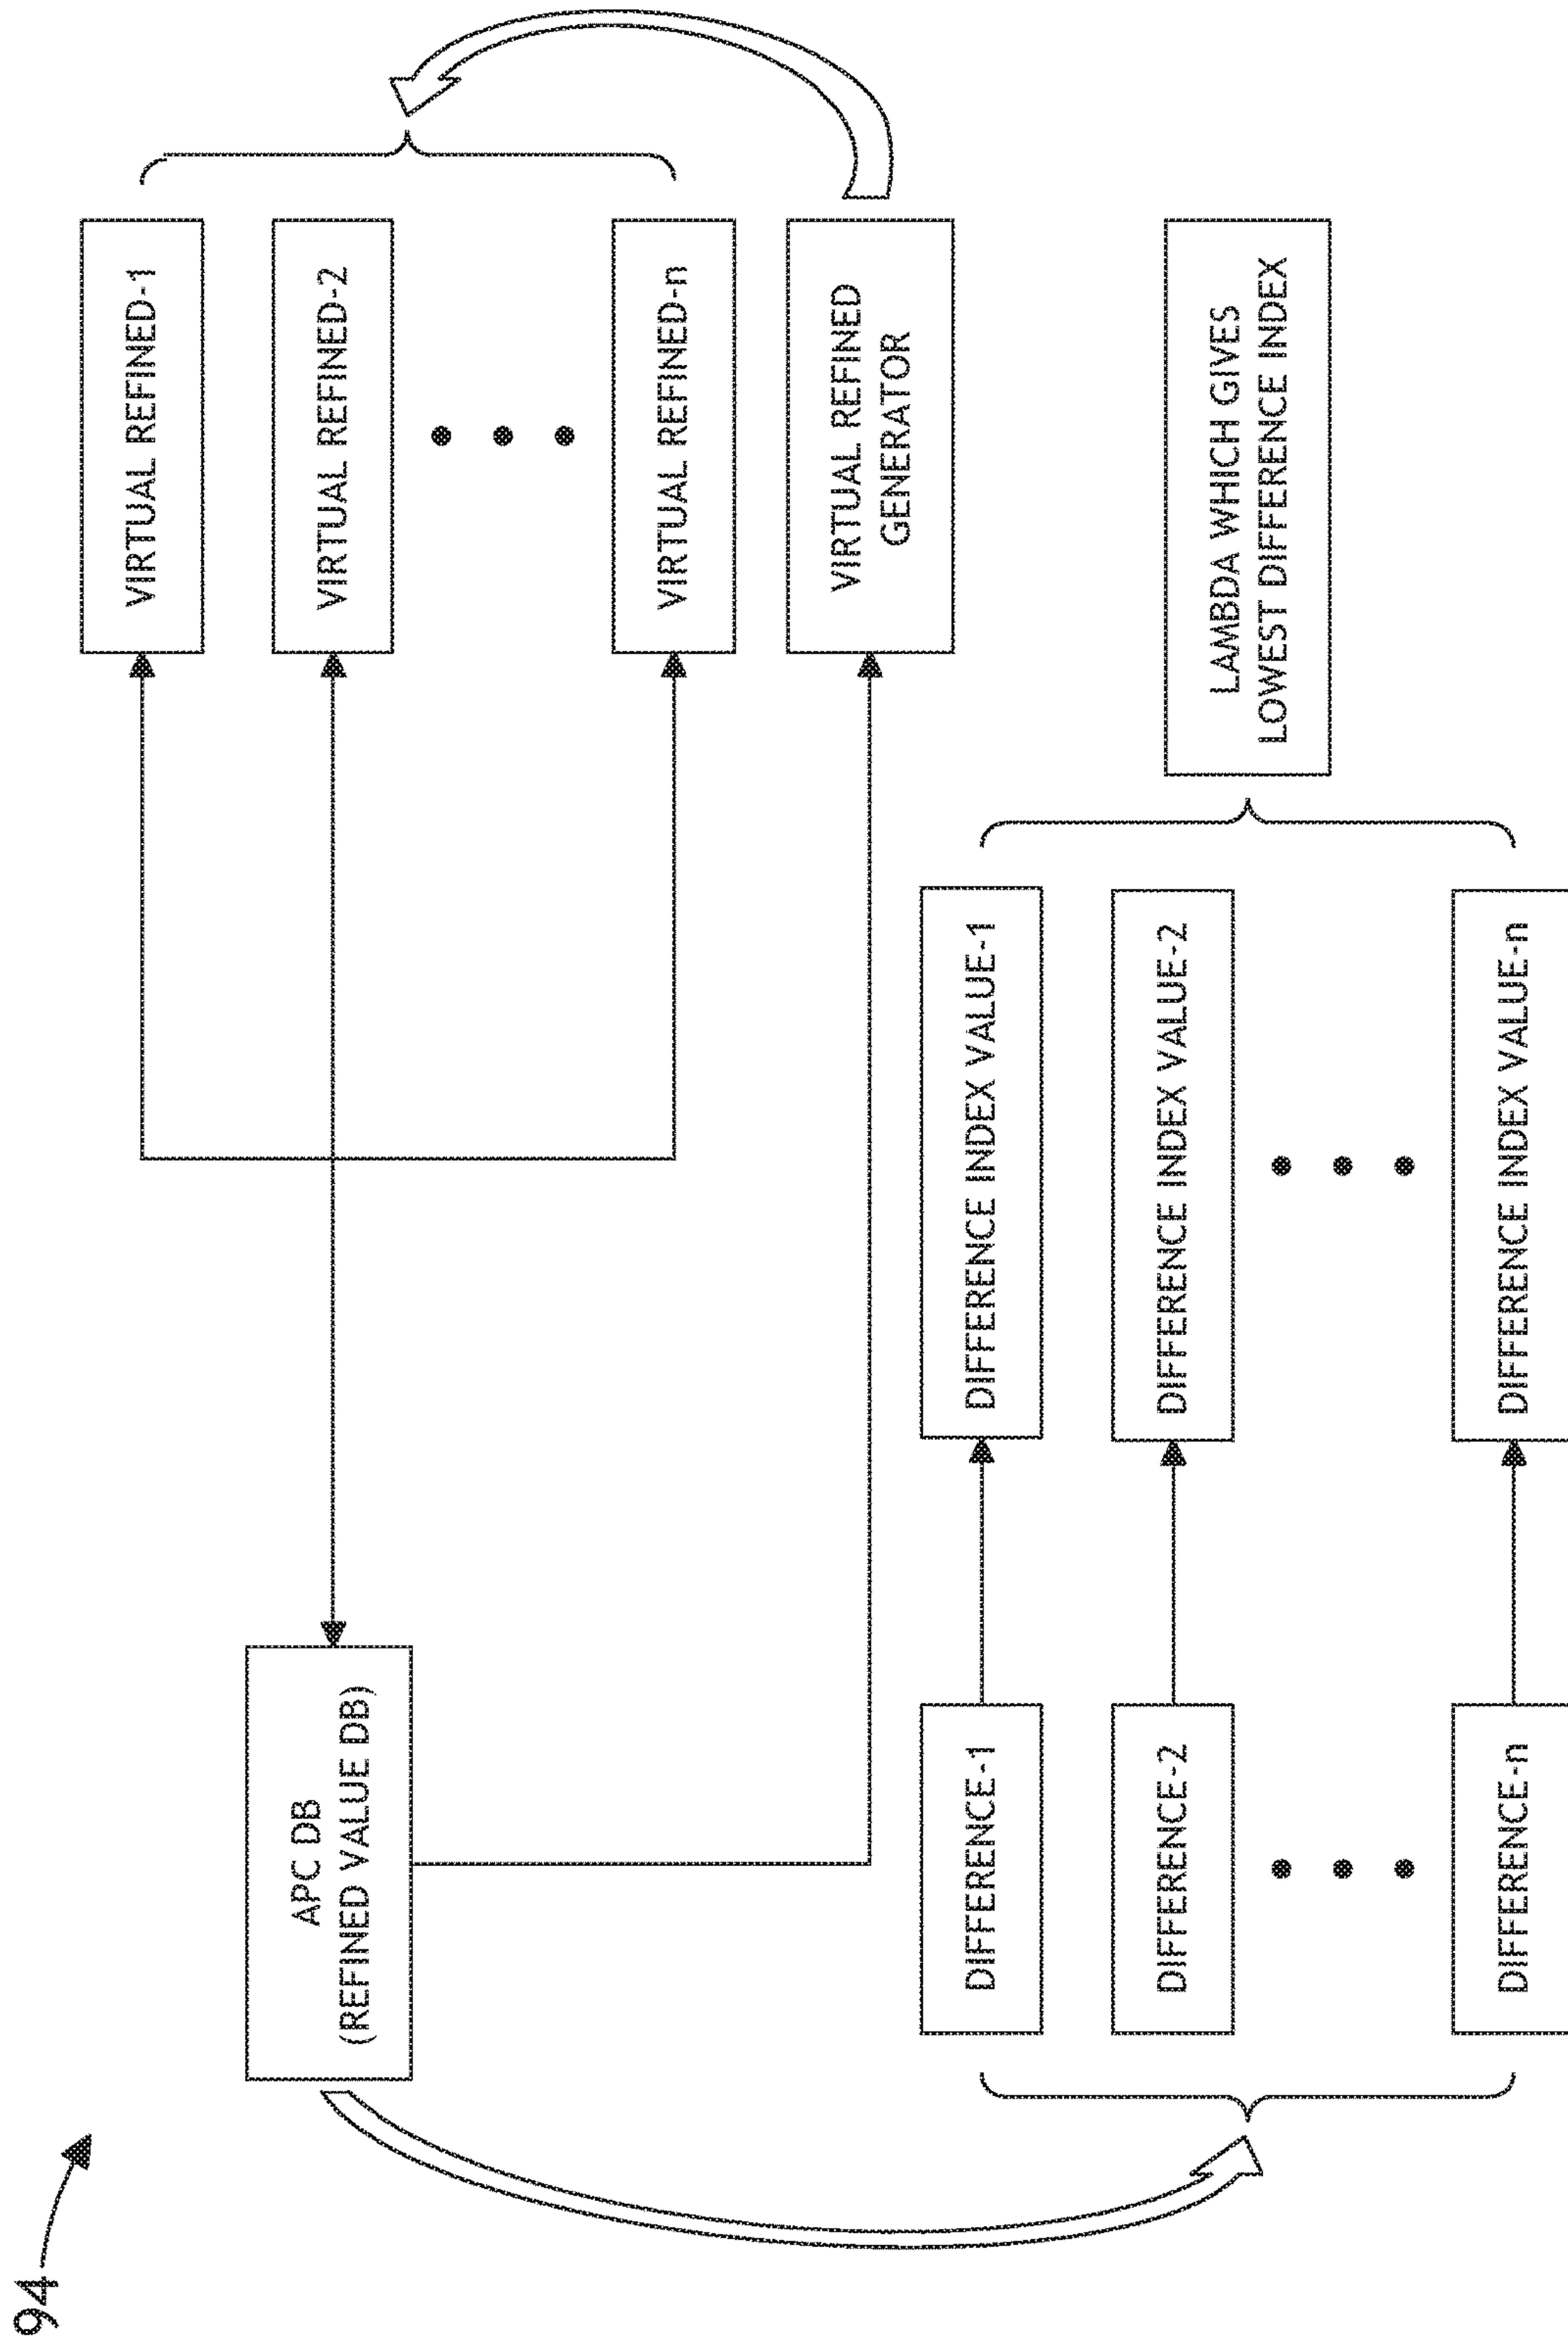 94
APC DB
(REFINED VALUE DB)
VIRTUAL REFINED-1
VIRTUAL REFINED-2
VIRTUAL REFINED-n
VIRTUAL REFINED
GENERATOR
DIFFERENCE-1
DIFFERENCE INDEX VALUE-1
DIFFERENCE-2
DIFFERENCE INDEX VALUE-2
DIFFERENCE-n
DIFFERENCE INDEX VALUE-n
LAMBDA WHICH GIVES
LOWEST DIFFERENCE INDEX